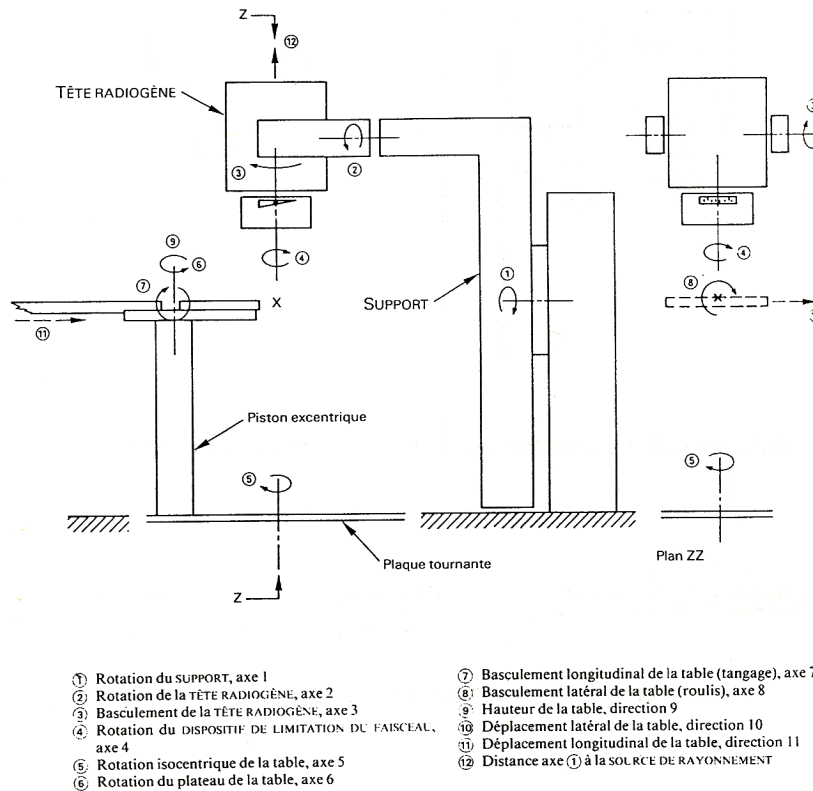 Z
⑫
TÊTE RADIOGÈNE
②
③
④
④
⑨
⑥
⑦
①
⑧
X
SUPPORT
⑪
Piston excentrique
⑤
⑤
Plaque tournante
Plan ZZ
Z
① Rotation du SUPPORT, axe 1
② Rotation de la TÊTE RADIOGÈNE, axe 2
③ Basculement de la TÊTE RADIOGÈNE, axe 3
④ Rotation du DISPOSITIF DE LIMITATION DU FAISCEAU,
axe 4
⑤ Rotation isocentrique de la table, axe 5
⑥ Rotation du plateau de la table, axe 6
⑦ Basculement longitudinal de la table (tangage), axe 7
⑧ Basculement latéral de la table (roulis), axe 8
⑨ Hauteur de la table, direction 9
⑩ Déplacement latéral de la table, direction 10
⑪ Déplacement longitudinal de la table, direction 11
⑫ Distance axe ① à la SOURCE DE RAYONNEMENT